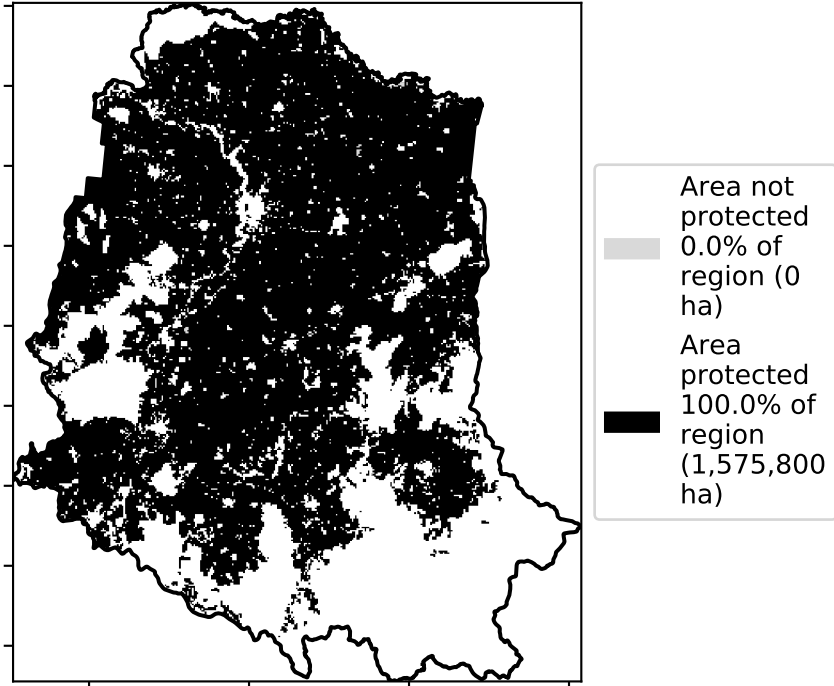 Area not
protected
0.0% of
region (0
ha)
Area
protected
100.0% of
region
(1,575,800
ha)